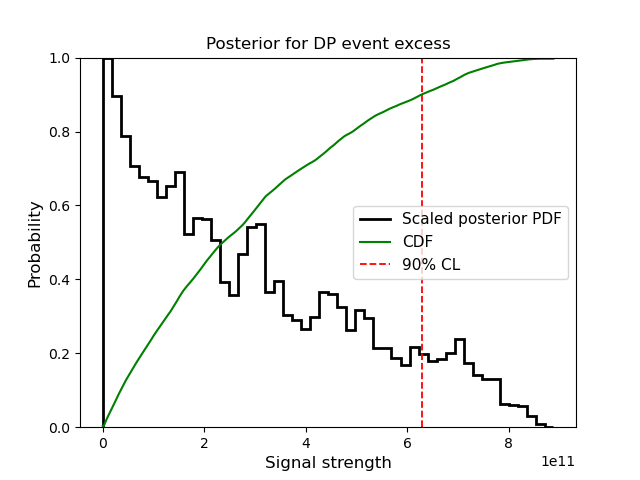 Posterior for DP event excess
Probability
1.0
0.8
0.6
0.4
0.2
0.0
Scaled posterior PDF
CDF
90% CL
0
2
4
6
8
1e11
Signal strength